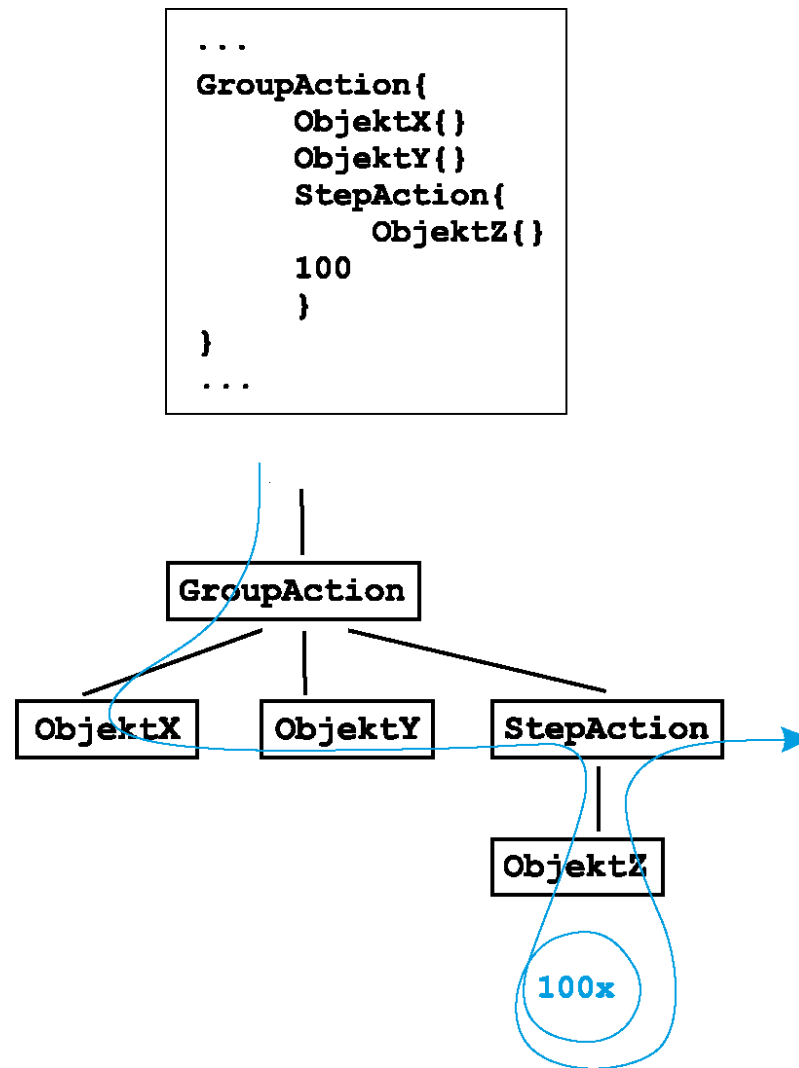 ...
GroupAction{
ObjektX{}
ObjektY{}
StepAction{
ObjektZ{}
100
}
}
...
GroupAction
ObjektX ObjektY StepAction
ObjektZ
100x